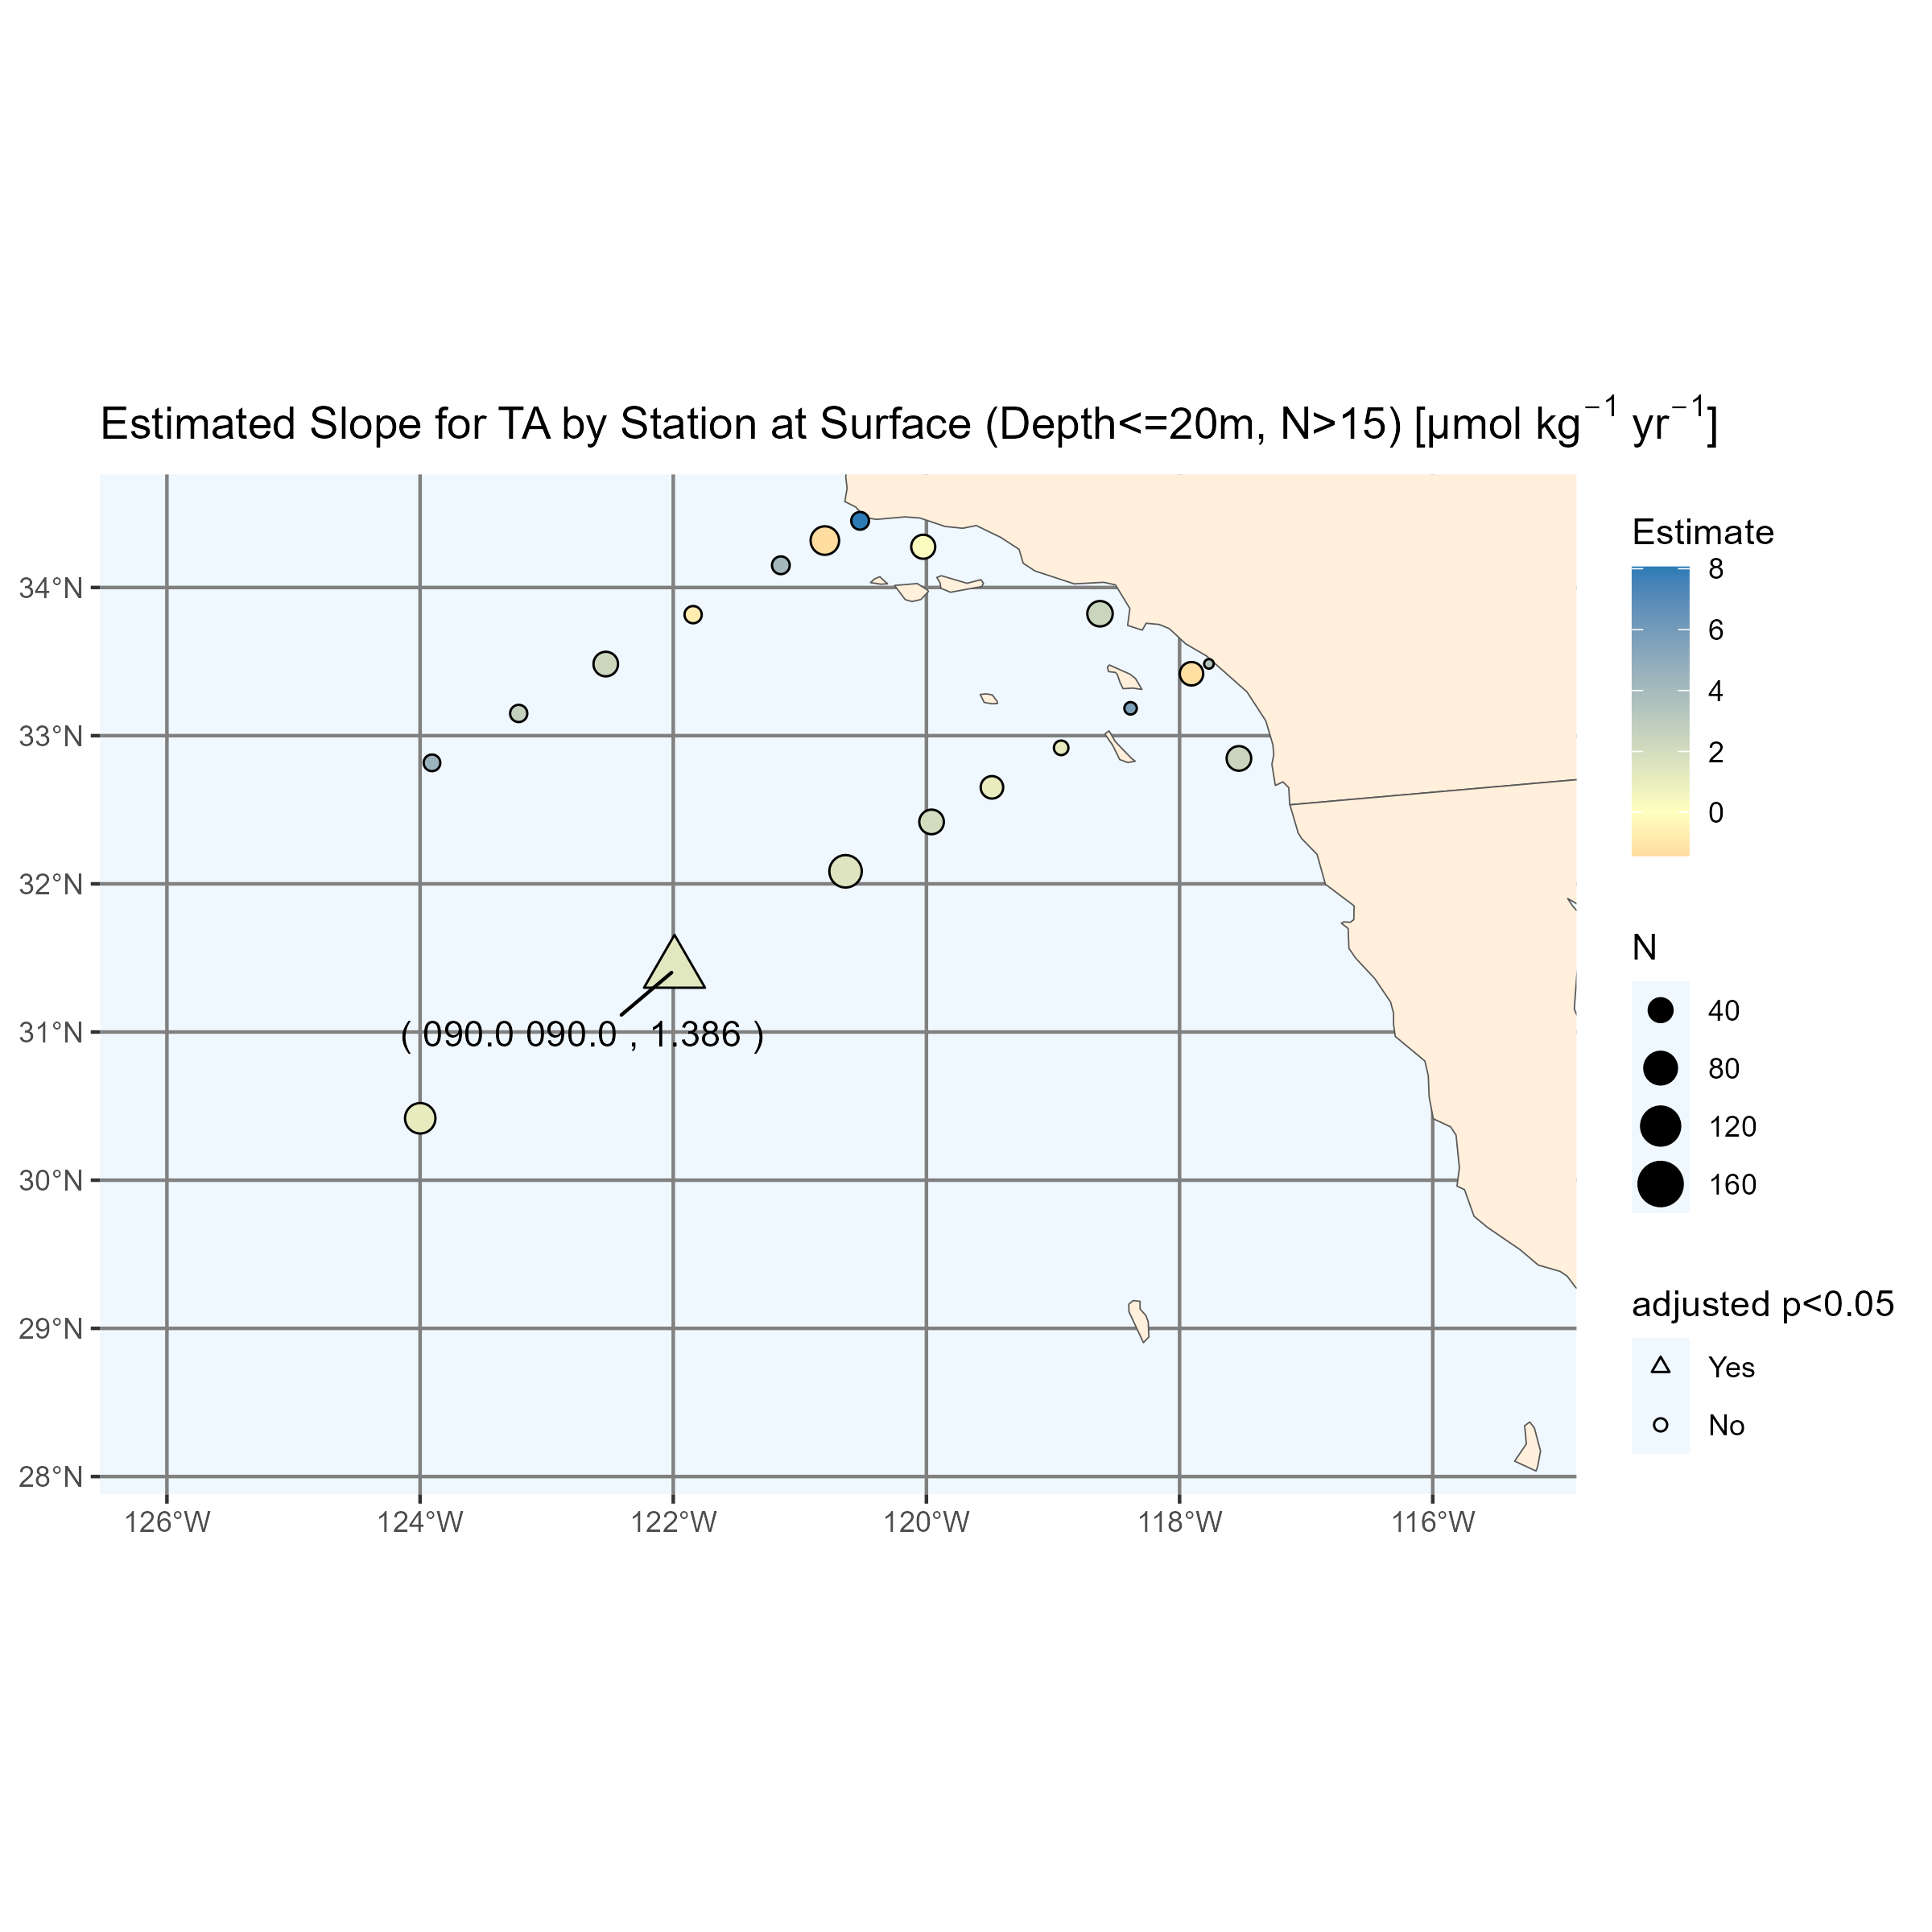 Estimated Slope for TA by Station at Surface (Depth<=20m, N>15) [μmol kg⁻¹ yr⁻¹]
34°N
33°N
32°N
31°N
30°N
29°N
28°N
126°W
124°W
122°W
120°W
118°W
116°W
( 090.0 090.0 , 1.386 )
Estimate
8
6
4
2
0
N
40
80
120
160
adjusted p<0.05
Yes
No